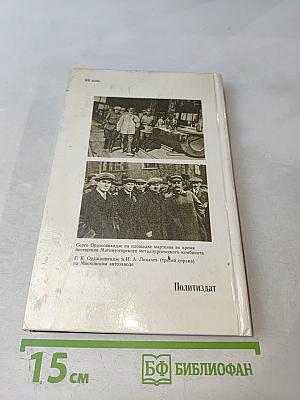 Серго Орджоникидзе на площадке мартенов во время
посещения Магнитогорского металлургического комбината
Г. К. Орджоникидзе и И. А. Лихачев (третий справа)
на Московском автозаводе
Политиздат
15 см
БФ БИБЛИОФАН